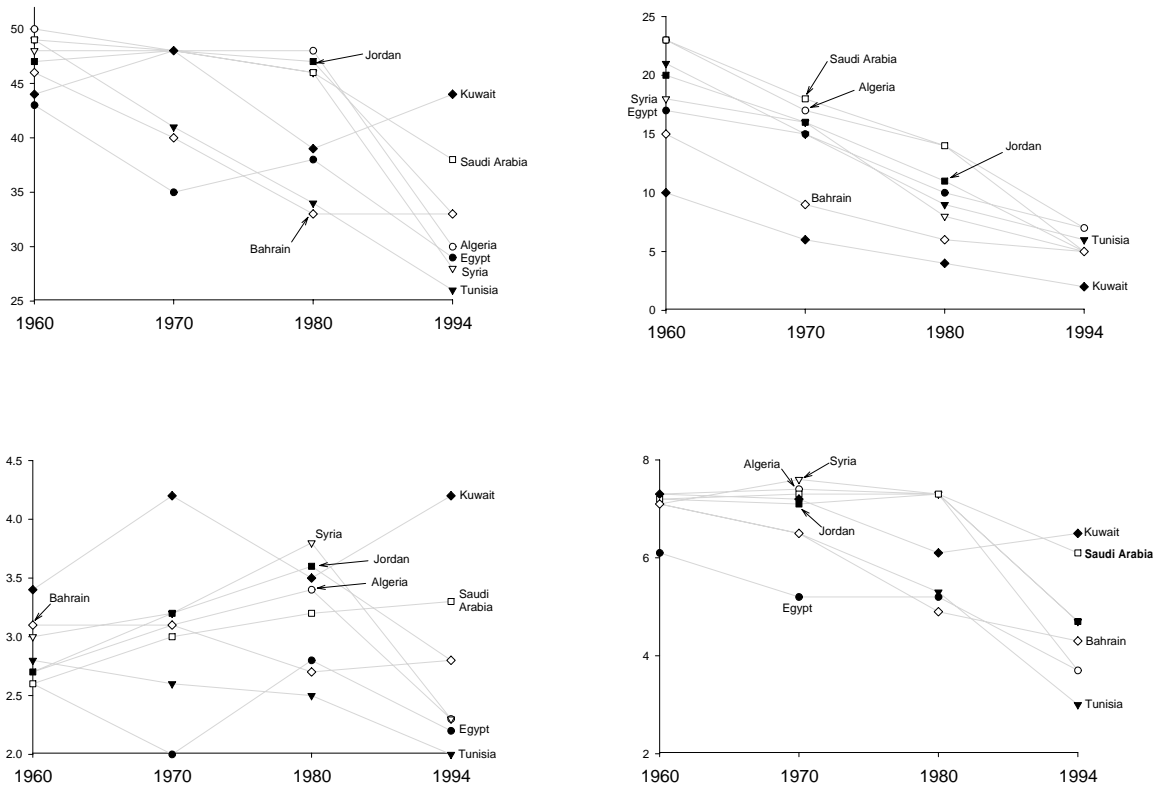 50
45
40
35
30
25
1960
1970
1980
1994
Jordan
Kuwait
Saudi Arabia
Bahrain
Algeria
Egypt
Syria
Tunisia
25
20
15
10
5
0
1960
1970
1980
1994
Saudi Arabia
Algeria
Syria
Egypt
Jordan
Bahrain
Tunisia
Kuwait
4.5
4.0
3.5
3.0
2.5
2.0
1960
1970
1980
1994
Kuwait
Syria
Jordan
Algeria
Bahrain
Saudi
Arabia
Egypt
Tunisia
8
6
4
2
1960
1970
1980
1994
Algeria
Syria
Jordan
Kuwait
Saudi Arabia
Egypt
Bahrain
Tunisia